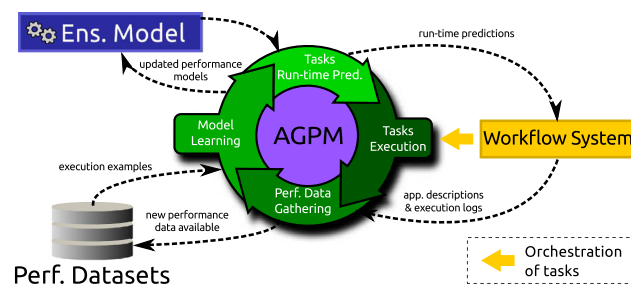 Ens. Model
updated performance
models
Tasks
Run-time Pred.
run-time predictions
Model
Learning
AGPM
Tasks
Execution
Workflow System
execution examples
Perf. Data
Gathering
app. descriptions
& execution logs
new performance
data available
Perf. Datasets
Orchestration
of tasks